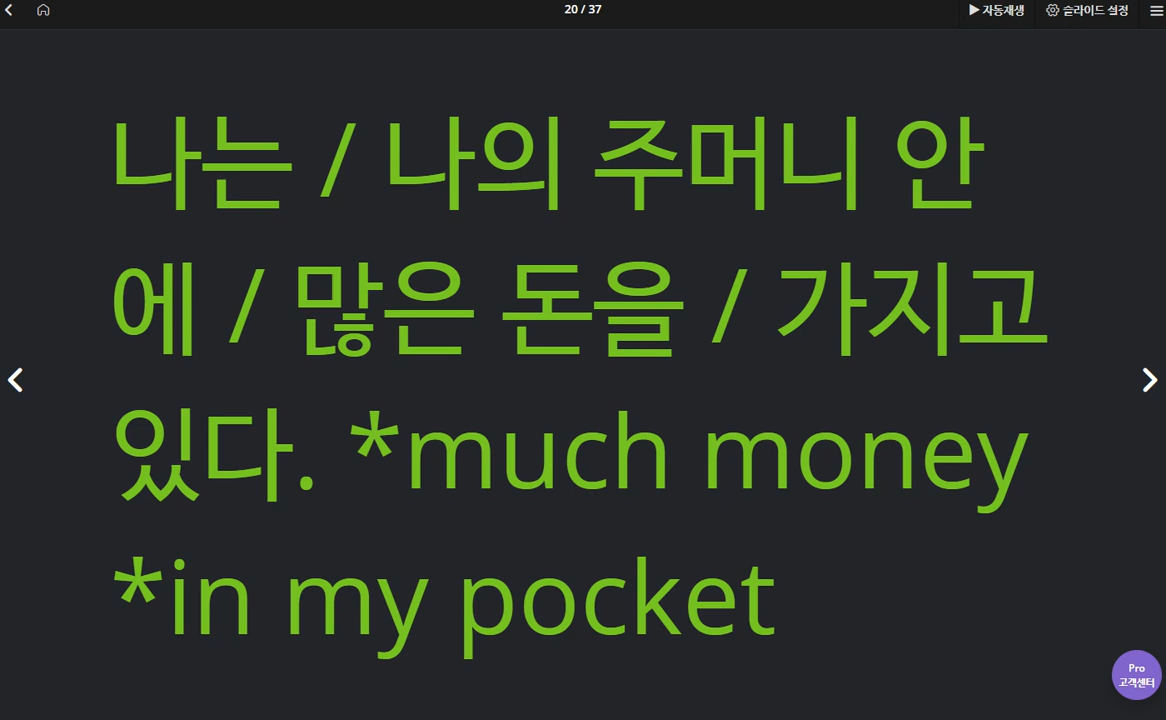 20 / 37
▶ 자동재생
슬라이드 설정
나는 / 나의 주머니 안
에 / 많은 돈을 / 가지고
있다. *much money
*in my pocket
Pro
고객센터